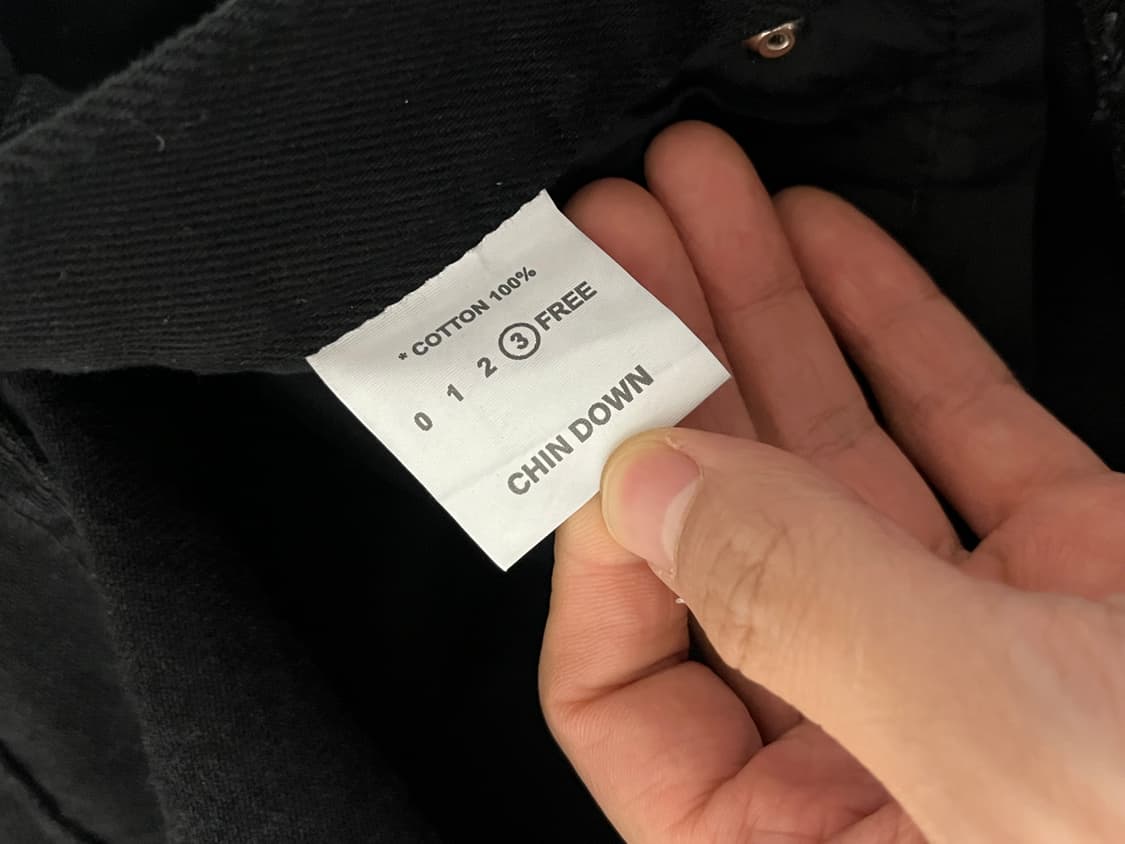 * COTTON 100%
0 1 2 3 FREE
CHIN DOWN